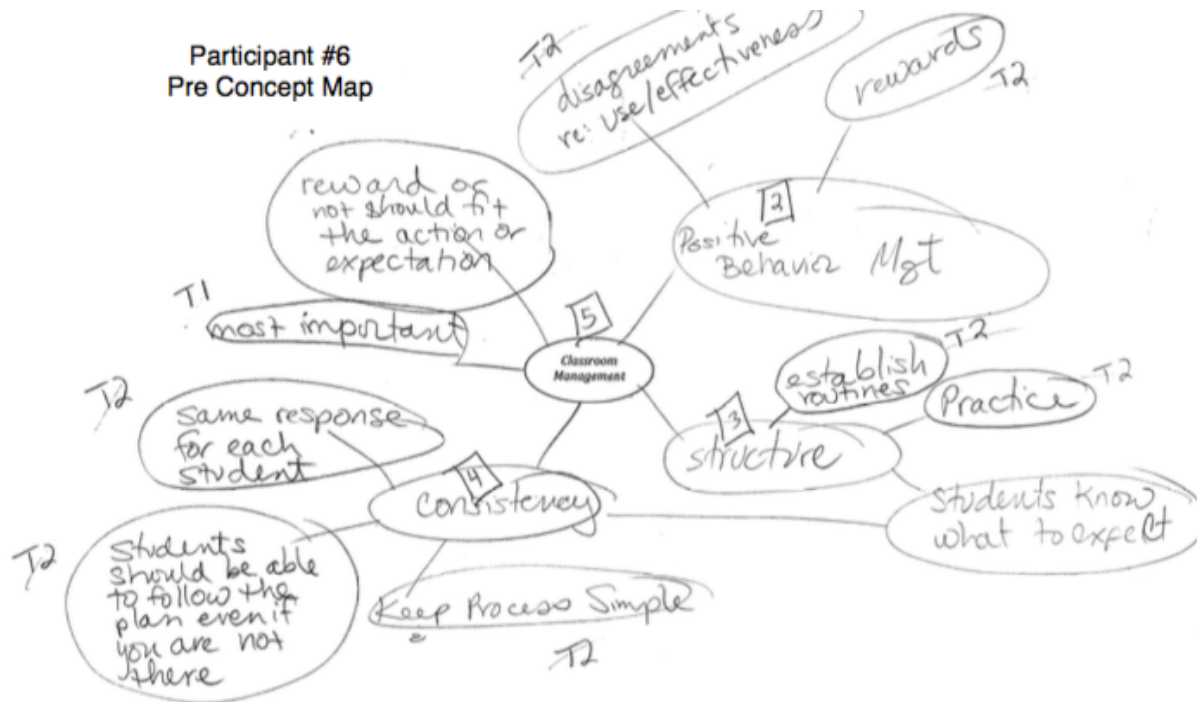 Participant #6
Pre Concept Map
T2
disagreements
re: use/effectiveness
rewards
T2
reward or
not should fit
the action or
expectation
2
Positive
Behavior Mgt
T1
most important
5
Classroom
Management
T2
establish
routines
T2
Practice
3
structure
T2
same response
for each
student
4
Consistency
Students Know
what to expect
T2
Students
should be able
to follow the
plan even if
you are not
there
Keep Process Simple
T2